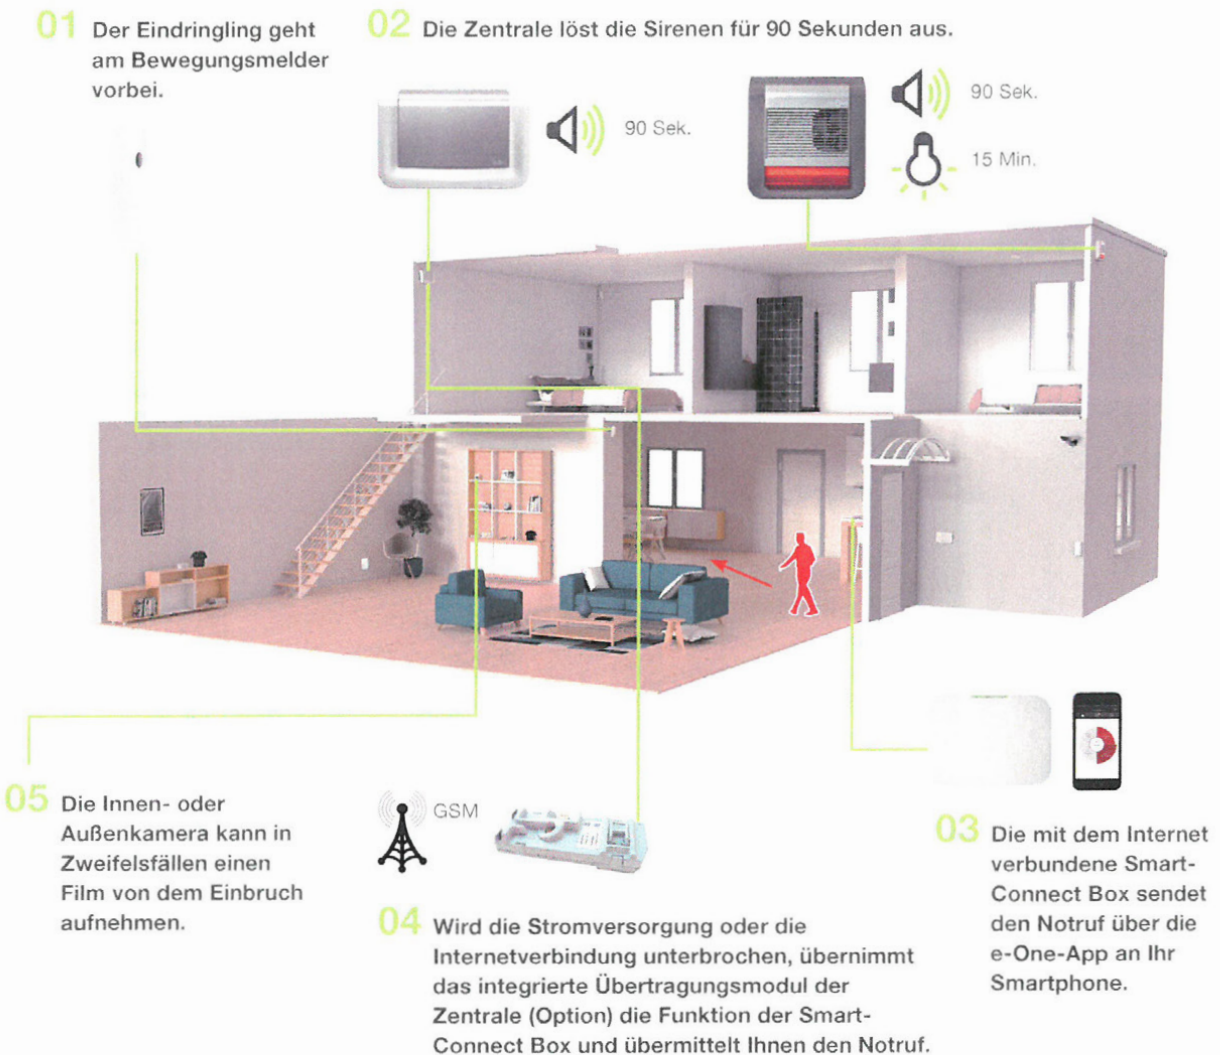 01 Der Eindringling geht
am Bewegungsmelder
vorbei.
02 Die Zentrale löst die Sirenen für 90 Sekunden aus.
90 Sek.
90 Sek.
15 Min.
03 Die mit dem Internet
verbundene Smart-
Connect Box sendet
den Notruf über die
e-One-App an Ihr
Smartphone.
GSM
04 Wird die Stromversorgung oder die
Internetverbindung unterbrochen, übernimmt
das integrierte Übertragungsmodul der
Zentrale (Option) die Funktion der Smart-
Connect Box und übermittelt Ihnen den Notruf.
05 Die Innen- oder
Außenkamera kann in
Zweifelsfällen einen
Film von dem Einbruch
aufnehmen.